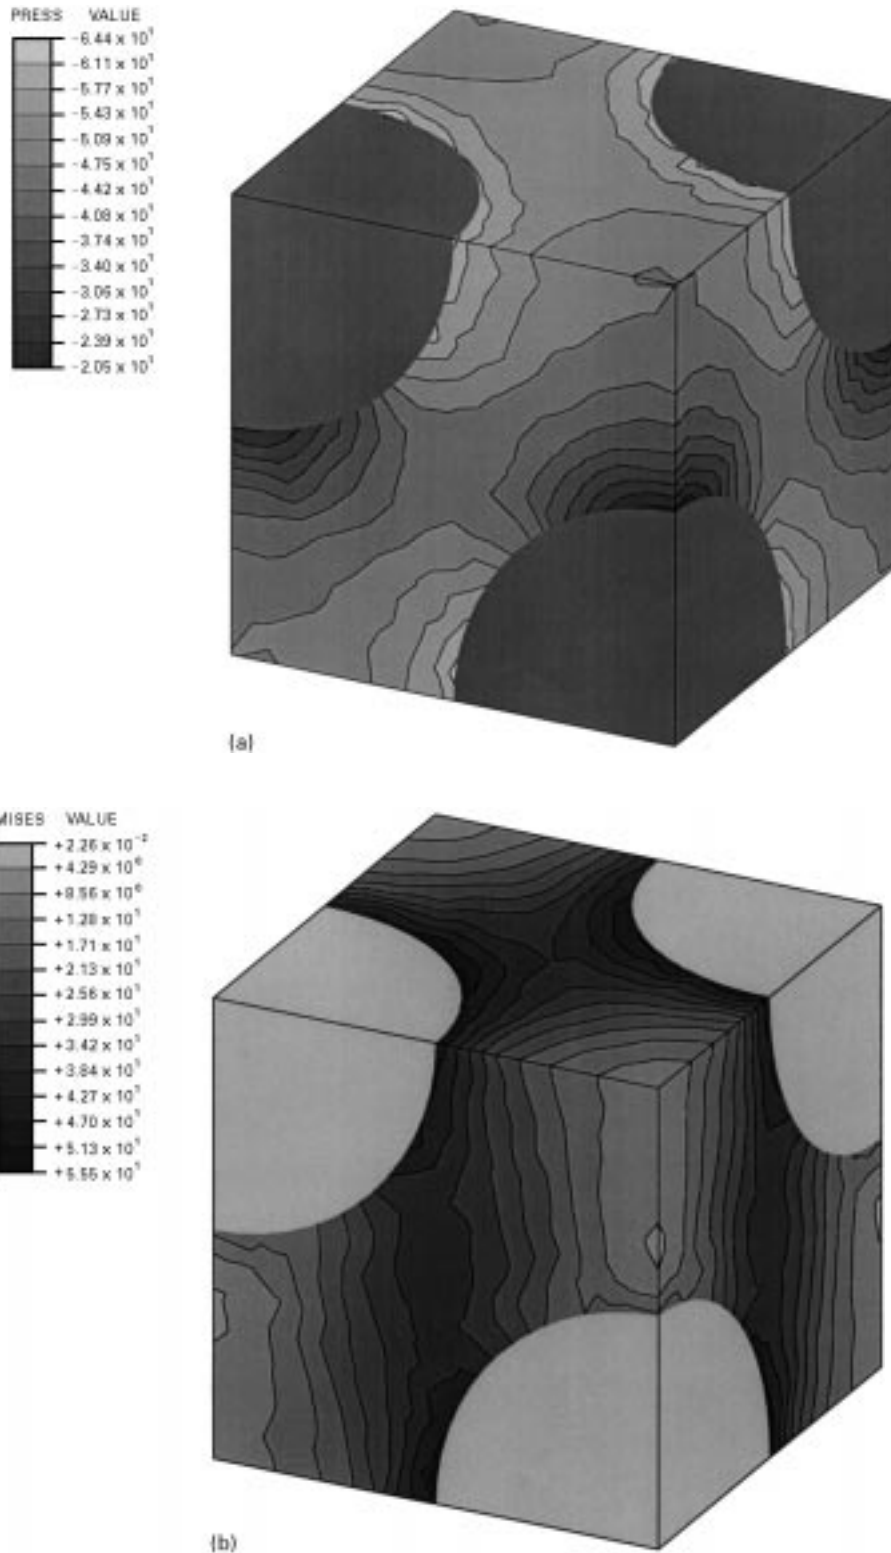 PRESS VALUE
-6.44 x 10¹
-6.11 x 10¹
-5.77 x 10¹
-5.43 x 10¹
-5.09 x 10¹
-4.75 x 10¹
-4.42 x 10¹
-4.08 x 10¹
-3.74 x 10¹
-3.40 x 10¹
-3.06 x 10¹
-2.73 x 10¹
-2.39 x 10¹
-2.05 x 10¹
(a)
MISES VALUE
+2.26 x 10⁻²
+4.29 x 10⁰
+8.56 x 10⁰
+1.28 x 10¹
+1.71 x 10¹
+2.13 x 10¹
+2.56 x 10¹
+2.99 x 10¹
+3.42 x 10¹
+3.84 x 10¹
+4.27 x 10¹
+4.70 x 10¹
+5.13 x 10¹
+5.55 x 10¹
(b)